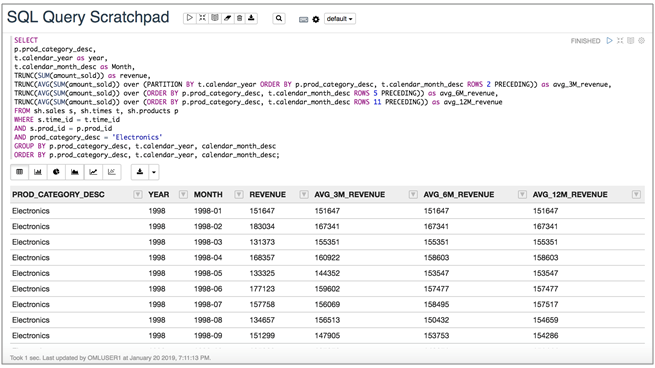 SQL Query Scratchpad
default
FINISHED
SELECT
p.prod_category_desc,
t.calendar_year as year,
t.calendar_month_desc as Month,
TRUNC(SUM(amount_sold)) as revenue,
TRUNC(AVG(SUM(amount_sold)) over (PARTITION BY t.calendar_year ORDER BY p.prod_category_desc, t.calendar_month_desc ROWS 2 PRECEDING)) as avg_3M_revenue,
TRUNC(AVG(SUM(amount_sold)) over (ORDER BY p.prod_category_desc, t.calendar_month_desc ROWS 5 PRECEDING)) as avg_6M_revenue,
TRUNC(AVG(SUM(amount_sold)) over (ORDER BY p.prod_category_desc, t.calendar_month_desc ROWS 11 PRECEDING)) as avg_12M_revenue
FROM sh.sales s, sh.times t, sh.products p
WHERE s.time_id = t.time_id
AND s.prod_id = p.prod_id
AND prod_category_desc = 'Electronics'
GROUP BY p.prod_category_desc, t.calendar_year, calendar_month_desc
ORDER BY p.prod_category_desc, t.calendar_year, calendar_month_desc;
PROD_CATEGORY_DESC YEAR MONTH REVENUE AVG_3M_REVENUE AVG_6M_REVENUE AVG_12M_REVENUE
Electronics 1998 1998-01 151647 151647 151647 151647
Electronics 1998 1998-02 183034 167341 167341 167341
Electronics 1998 1998-03 131373 155351 155351 155351
Electronics 1998 1998-04 168357 160922 158603 158603
Electronics 1998 1998-05 133325 144352 153547 153547
Electronics 1998 1998-06 177123 159602 157477 157477
Electronics 1998 1998-07 157758 156069 158495 157517
Electronics 1998 1998-08 134657 156513 150432 154659
Electronics 1998 1998-09 151299 147905 153753 154286
Took 1 sec. Last updated by OMLUSER1 at January 20 2019, 7:11:13 PM.